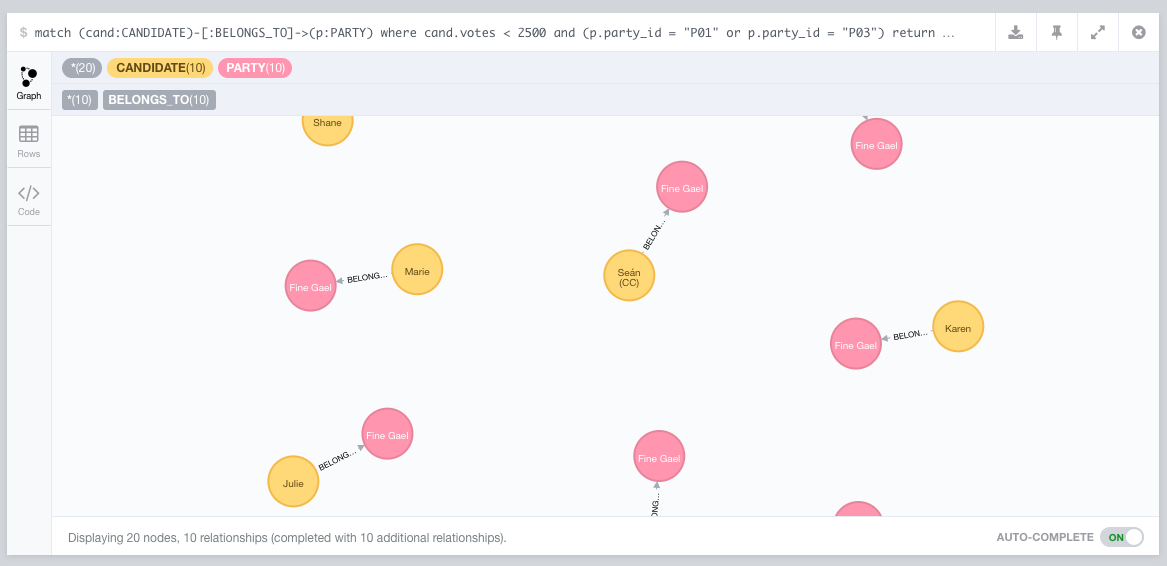 $ match (cand:CANDIDATE)-[:BELONGS_TO]->(p:PARTY) where cand.votes < 2500 and (p.party_id = "P01" or p.party_id = "P03") return …
*(20) CANDIDATE(10) PARTY(10)
*(10) BELONGS_TO(10)
Graph
Rows
Code
Shane
Fine Gael
Fine Gael
BELON…
Seán
(CC)
Marie
BELONG…
Fine Gael
Karen
BELON…
Fine Gael
Fine Gael
BELONG…
Julie
Fine Gael
ONG…
Displaying 20 nodes, 10 relationships (completed with 10 additional relationships).
AUTO-COMPLETE ON